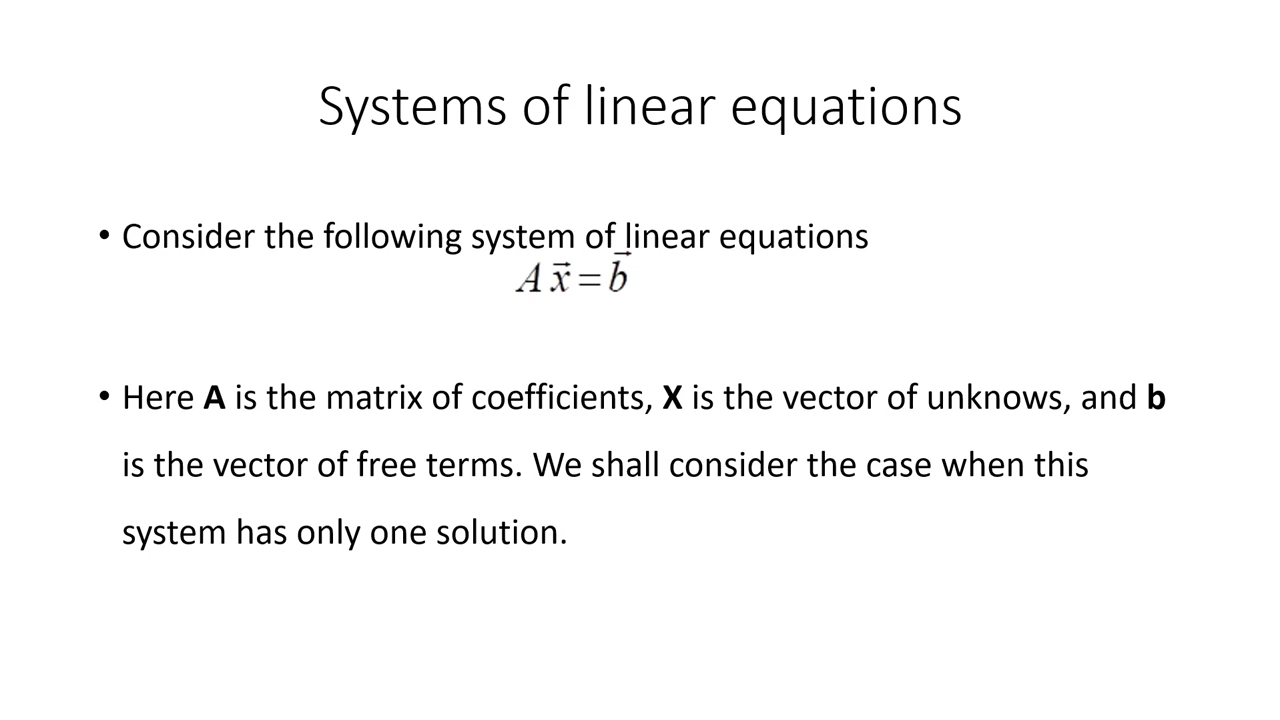 Systems of linear equations
• Consider the following system of linear equations
A x⃗ = b⃗
• Here A is the matrix of coefficients, X is the vector of unknows, and b
is the vector of free terms. We shall consider the case when this
system has only one solution.